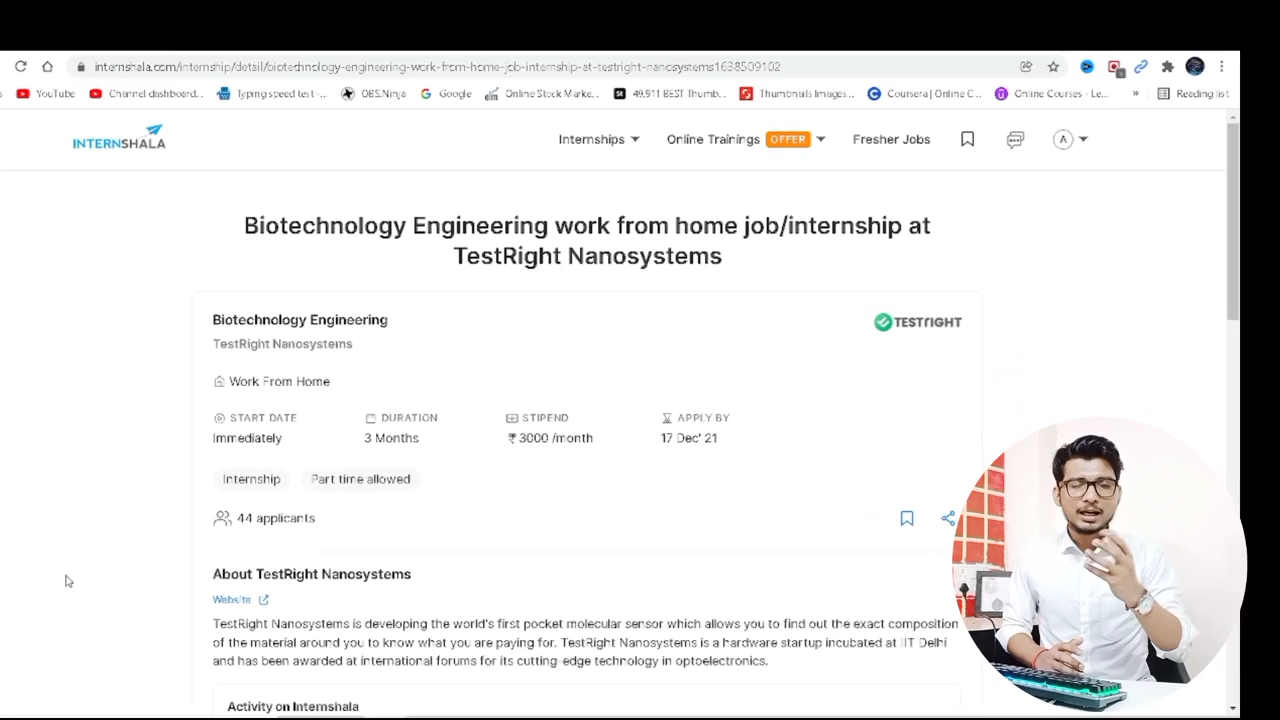 internshala.com/internship/detail/biotechnology-engineering-work-from-home-job-internship-at-testright-nanosystems1638509102
s YouTube Channel dashboard... Typing speed test -... OBS.Ninja Google Online Stock Marke... St 49,911 BEST Thumb... Thumbnails Images... Coursera | Online C... Online Courses - Le... » Reading list
INTERNSHALA Internships Online Trainings OFFER Fresher Jobs A
Biotechnology Engineering work from home job/internship at
TestRight Nanosystems
Biotechnology Engineering
TESTrIGHT
TestRight Nanosystems
Work From Home
START DATE DURATION STIPEND APPLY BY
Immediately 3 Months ₹ 3000 /month 17 Dec' 21
Internship Part time allowed
44 applicants
About TestRight Nanosystems
Website
TestRight Nanosystems is developing the world's first pocket molecular sensor which allows you to find out the exact composition
of the material around you to know what you are paying for. TestRight Nanosystems is a hardware startup incubated at IIT Delhi
and has been awarded at international forums for its cutting-edge technology in optoelectronics.
Activity on Internshala